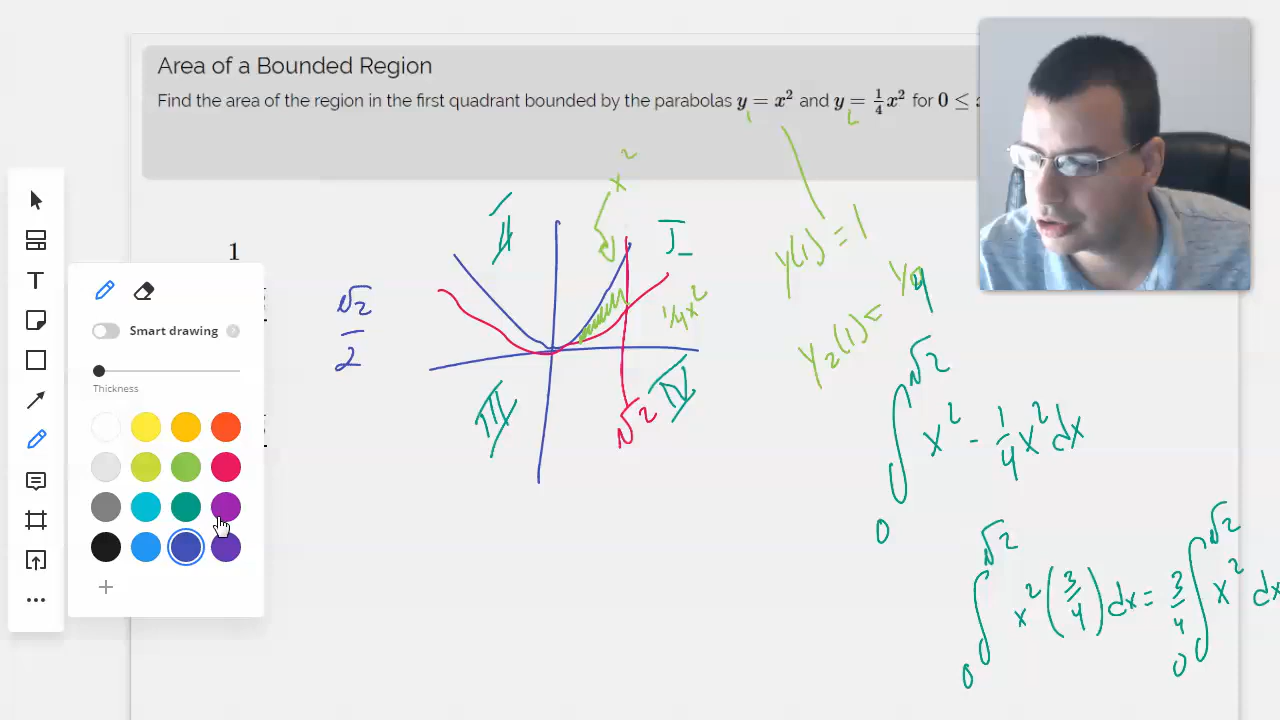 Area of a Bounded Region
Find the area of the region in the first quadrant bounded by the parabolas y = x² and y = 1/4 x² for 0 ≤
1
√2/2
II
x²
I
1/4x²
III
√2
IV
y(1) = 1
y2(1) =
∫₀^√2 x² - 1/4 x² dx
∫₀^√2 x² (3/4) dx = 3/4 ∫₀^√2 x² dx
Smart drawing
?
Thickness
T